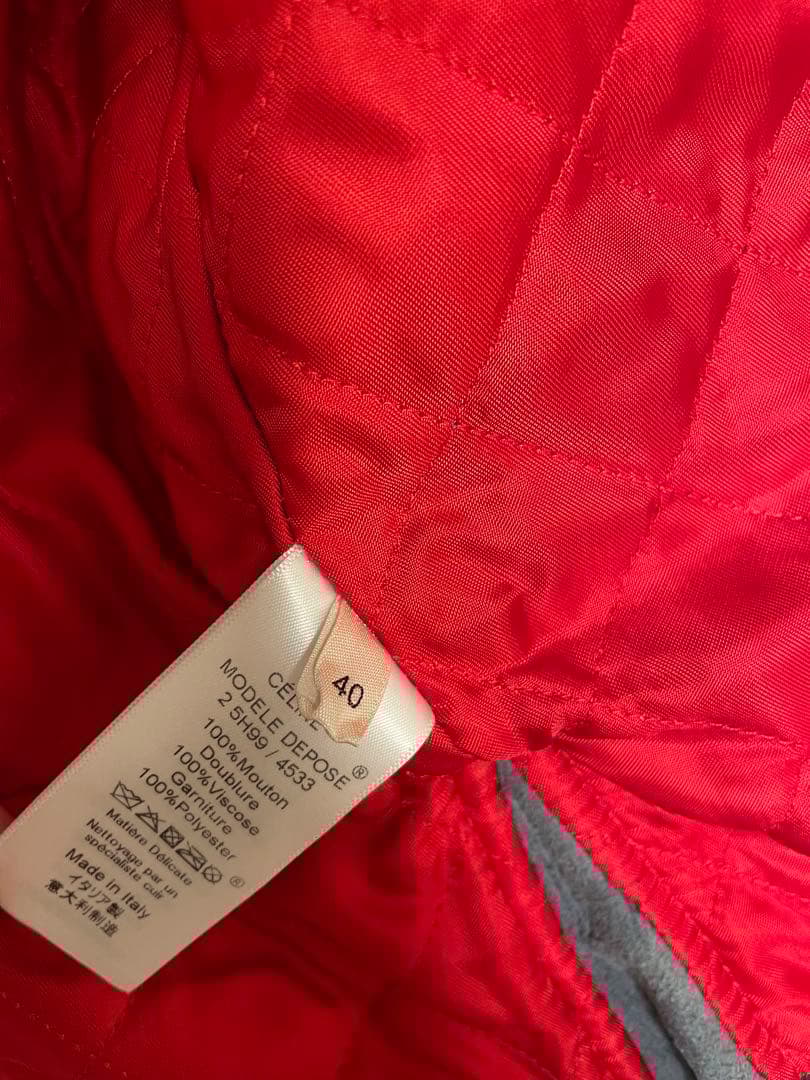 40
CÉLINE
MODELE DEPOSE ®
2 5H99 / 4533
100%Mouton
Doublure
100%Viscose
Garniture
100%Polyester
®
Matière Délicate
Nettoyage par un
spécialiste cuir
Made in Italy
イタリア製
意大利制造